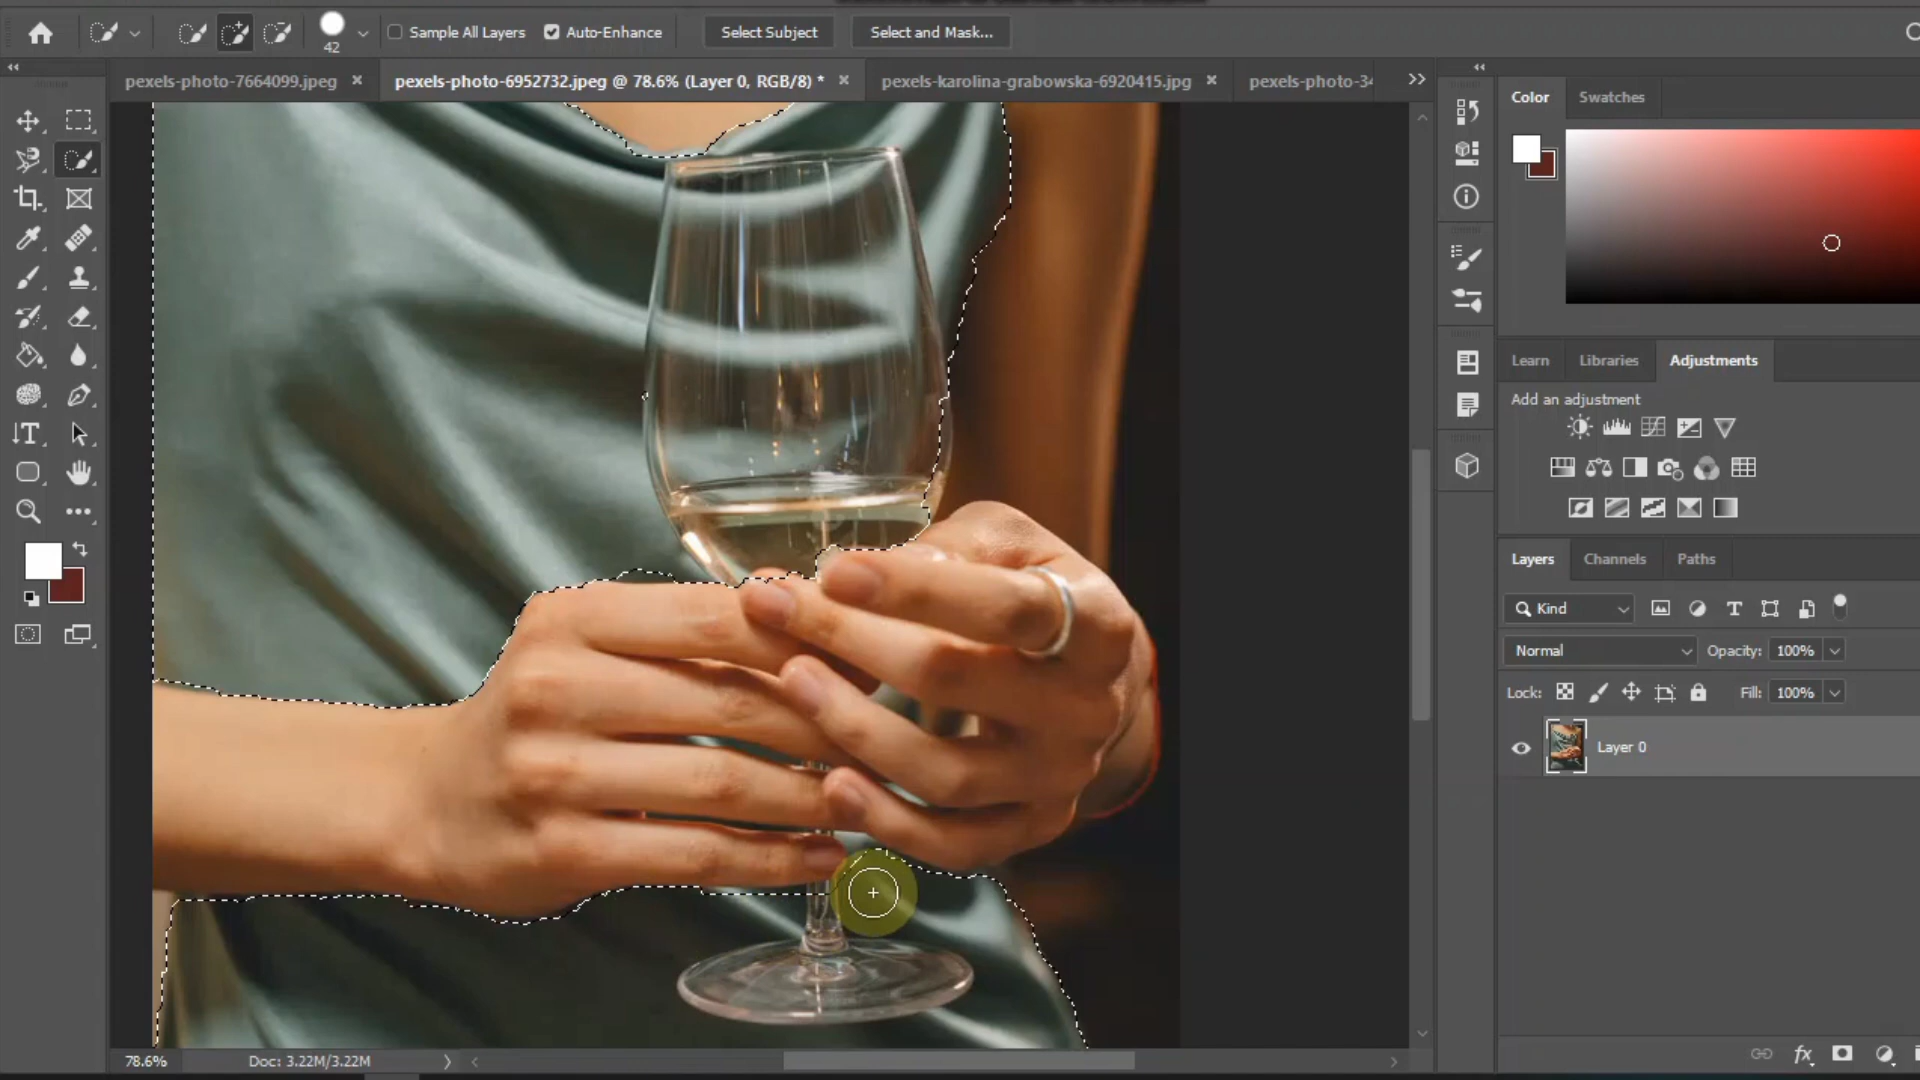 Sample All Layers
Auto-Enhance
Select Subject
Select and Mask...
42
pexels-photo-7664099.jpeg
pexels-photo-6952732.jpeg @ 78.6% (Layer 0, RGB/8) *
pexels-karolina-grabowska-6920415.jpg
pexels-photo-34
Color
Swatches
Learn
Libraries
Adjustments
Add an adjustment
Layers
Channels
Paths
Kind
Normal
Opacity: 100%
Lock:
Fill: 100%
Layer 0
78.6%
Doc: 3.22M/3.22M
fx